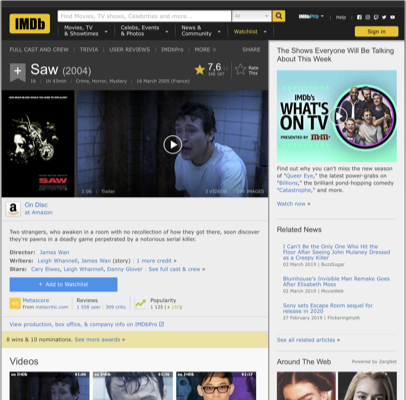 IMDb
Find Movies, TV shows, Celebrities and more...
All
IMDbPro
Help
Movies, TV
& Showtimes
Celebs, Events
& Photos
News &
Community
Watchlist
Sign in
FULL CAST AND CREW | TRIVIA | USER REVIEWS | IMDbPro | MORE
SHARE
Saw (2004)
16 | 1h 43min | Crime, Horror, Mystery | 16 March 2005 (France)
7,6
Rate
This
SAW
1:06 | Trailer
3 VIDEOS
On Disc
at Amazon
Two strangers, who awaken in a room with no recollection of how they got there, soon discover
they're pawns in a deadly game perpetrated by a notorious serial killer.
Director: James Wan
Writers: Leigh Whannell, James Wan (story) | 1 more credit »
Stars: Cary Elwes, Leigh Whannell, Danny Glover | See full cast & crew »
+ Add to Watchlist
Metascore
From metacritic.com
Reviews
1 558 user | 309 critic
Popularity
1 125
View production, box office, & company info on IMDbPro
8 wins & 10 nominations. See more awards »
Videos
The Shows Everyone Will Be Talking
About This Week
IMDb's
WHAT'S
ON TV
PRESENTED BY m&m's
Find out why you can't miss the new season
of "Queer Eye," the latest power-grabs on
"Billions," the brilliant pond-hopping comedy
"Catastrophe," and more.
Watch now »
Related News
I Can't Be the Only One Who Hit the
Floor After Seeing John Mulaney Dressed
as a Creepy Killer
03 March 2019 | BuzzSugar
Blumhouse's Invisible Man Remake Goes
After Elisabeth Moss
02 March 2019 | MovieWeb
Sony sets Escape Room sequel for
release in 2020
27 February 2019 | Flickeringmyth
See all related articles »
Around The Web
Powered by ZergNet